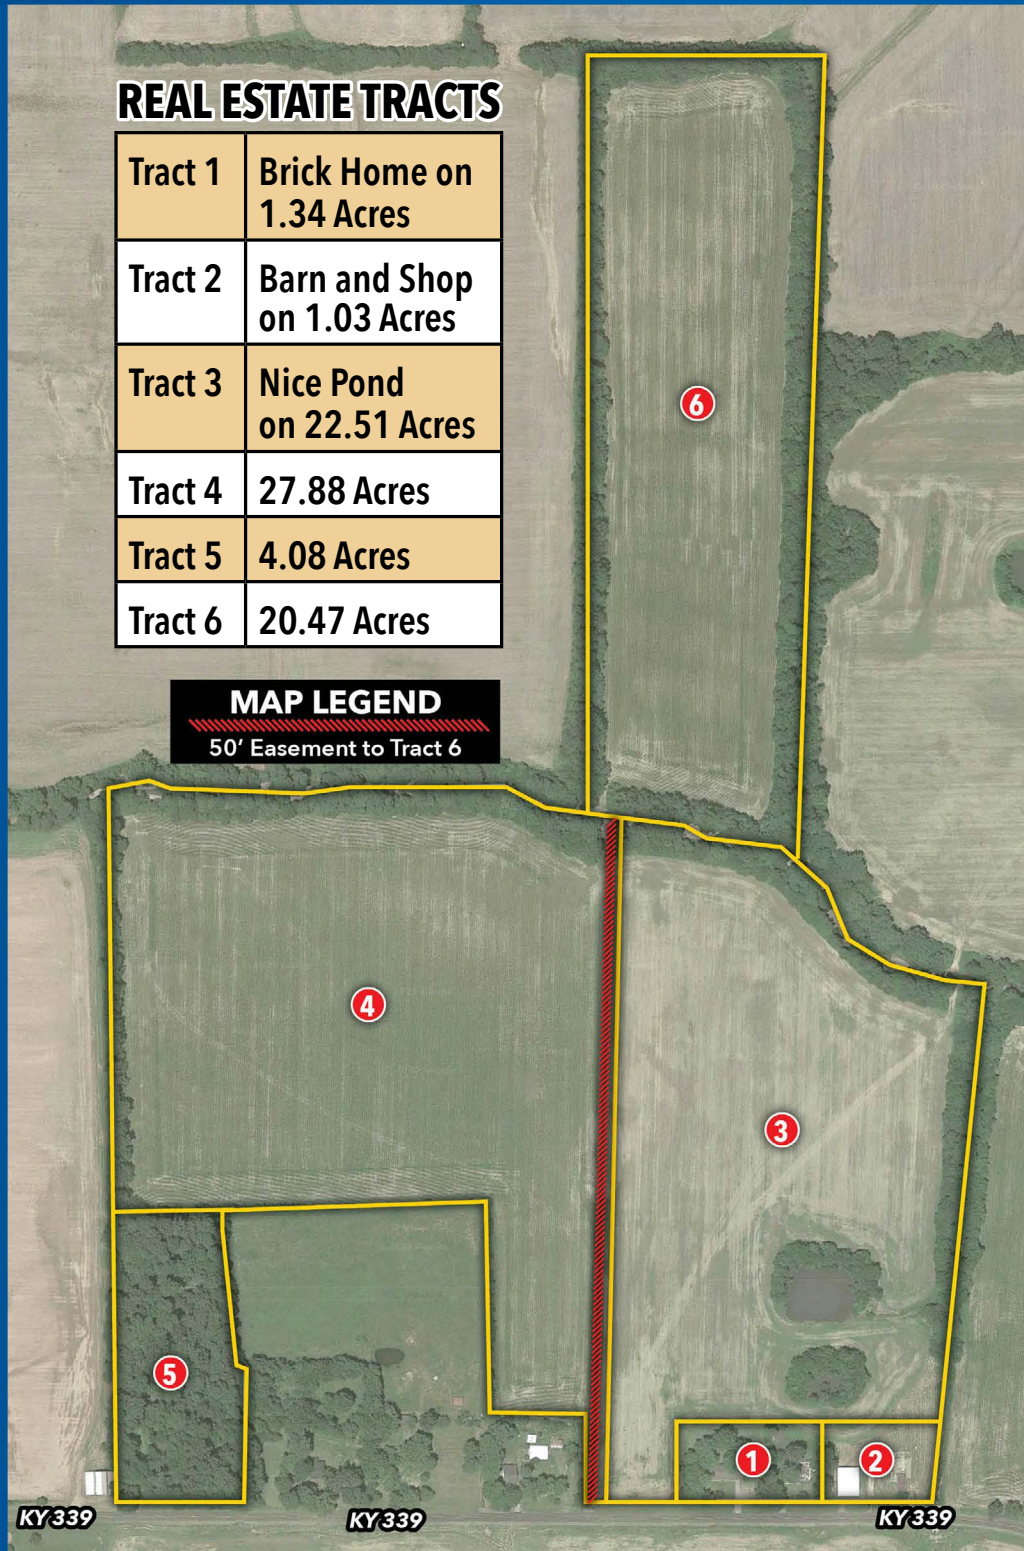 REAL ESTATE TRACTS
Tract 1
Brick Home on
1.34 Acres
Tract 2
Barn and Shop
on 1.03 Acres
Tract 3
Nice Pond
on 22.51 Acres
Tract 4
27.88 Acres
Tract 5
4.08 Acres
Tract 6
20.47 Acres
MAP LEGEND
50' Easement to Tract 6
6
4
3
5
1
2
KY 339
KY 339
KY 339